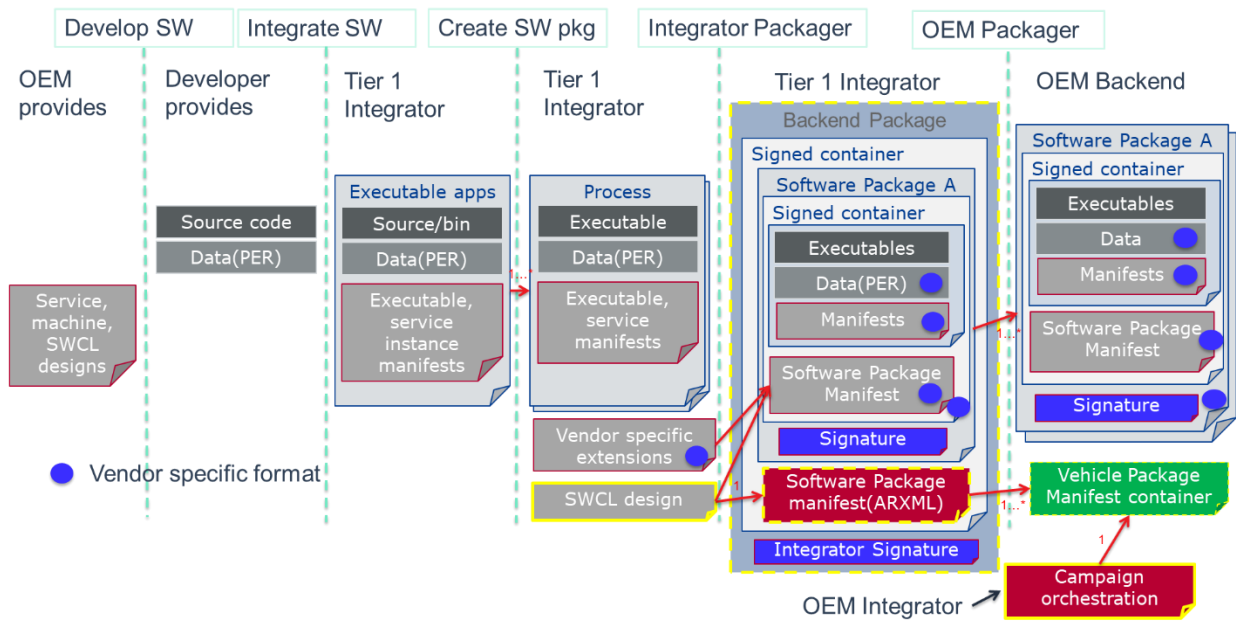 Develop SW
Integrate SW
Create SW pkg
Integrator Packager
OEM Packager
OEM
provides
Developer
provides
Tier 1
Integrator
Tier 1
Integrator
Tier 1 Integrator
OEM Backend
Service,
machine,
SWCL
designs
Source code
Data(PER)
Executable apps
Source/bin
Data(PER)
Executable,
service
instance
manifests
1...*
Process
Executable
Data(PER)
Executable,
service
manifests
Vendor specific
extensions
SWCL design
1
Backend Package
Signed container
Software Package A
Signed container
Executables
Data(PER)
Manifests
Software Package
Manifest
Signature
Software Package
manifest(ARXML)
Integrator Signature
1...*
1...*
Software Package A
Signed container
Executables
Data
Manifests
Software Package
Manifest
Signature
Vehicle Package
Manifest container
1
Campaign
orchestration
OEM Integrator
Vendor specific format